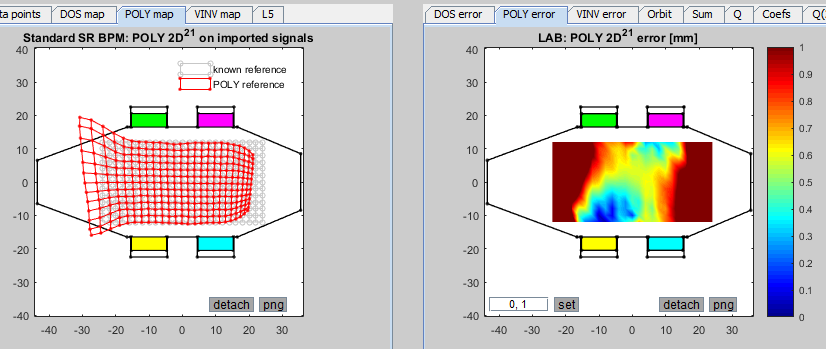 ta points DOS map POLY map VINV map L5
Standard SR BPM: POLY 2D21 on imported signals
known reference
POLY reference
40
30
20
10
0
-10
-20
-30
-40
detach png
-40 -30 -20 -10 0 10 20 30
DOS error POLY error VINV error Orbit Sum Q Coefs Q(
LAB: POLY 2D21 error [mm]
40
30
20
10
0
-10
-20
-30
-40
0, 1 set detach png
-40 -30 -20 -10 0 10 20 30
1
0.9
0.8
0.7
0.6
0.5
0.4
0.3
0.2
0.1
0